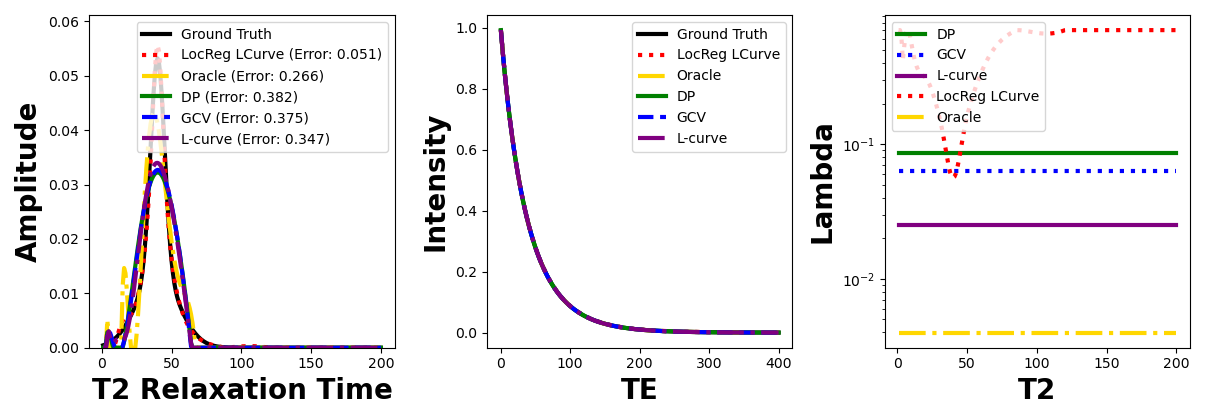 0.06
0.05
0.04
0.03
0.02
0.01
0.00
0
50
100
150
200
Amplitude
T2 Relaxation Time
Ground Truth
LocReg LCurve (Error: 0.051)
Oracle (Error: 0.266)
DP (Error: 0.382)
GCV (Error: 0.375)
L-curve (Error: 0.347)
1.0
0.8
0.6
0.4
0.2
0.0
0
100
200
300
400
Intensity
TE
Ground Truth
LocReg LCurve
Oracle
DP
GCV
L-curve
10⁻¹
10⁻²
0
50
100
150
200
Lambda
T2
DP
GCV
L-curve
LocReg LCurve
Oracle